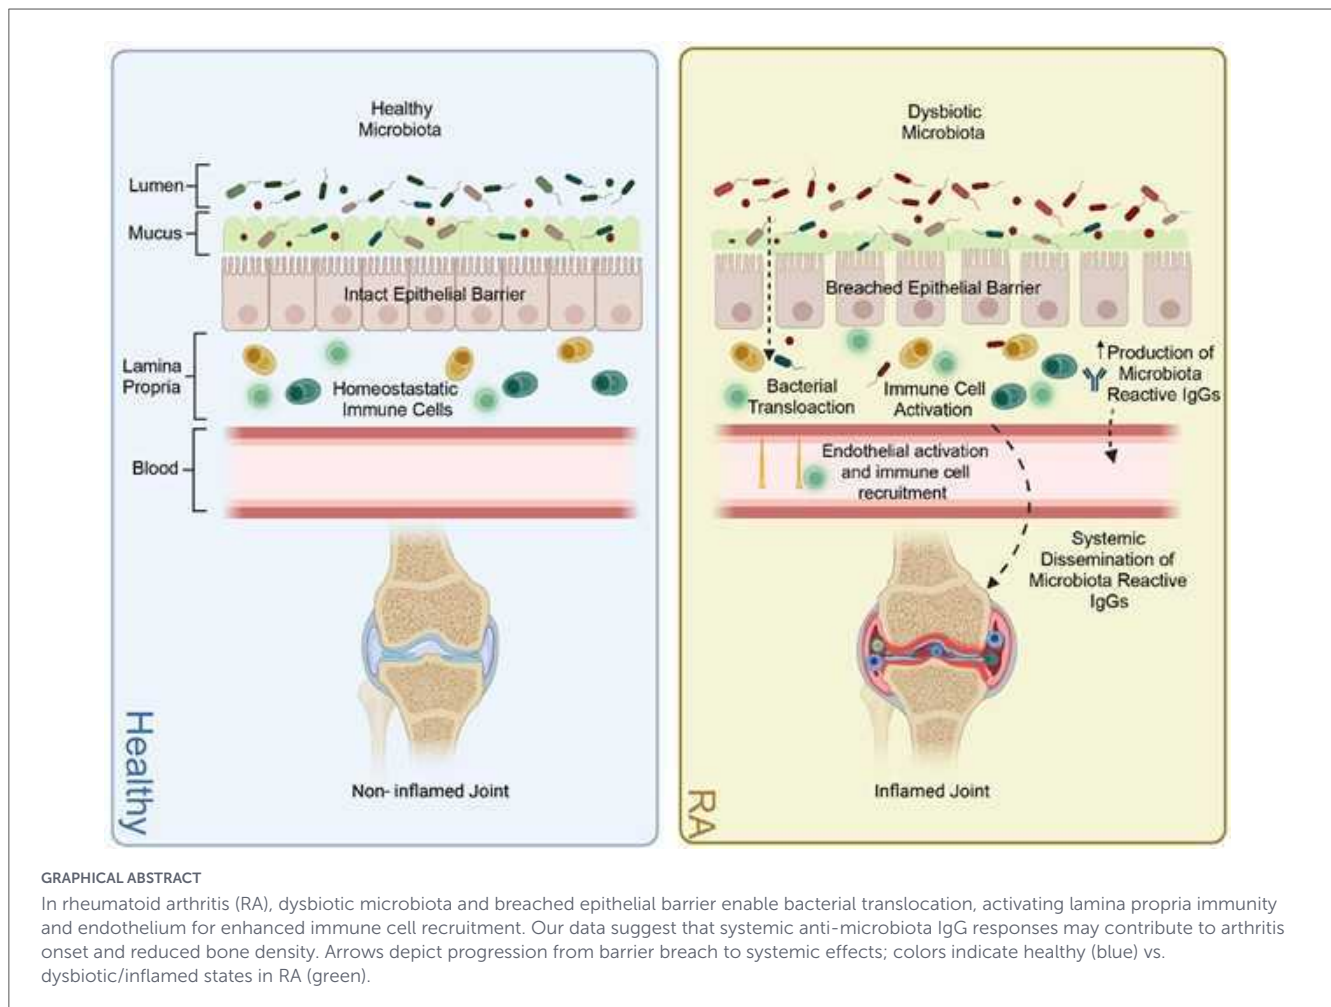 Healthy
Microbiota
Lumen
Mucus
Intact Epithelial Barrier
Lamina
Propria
Homeostastatic
Immune Cells
Blood
Non- inflamed Joint
Healthy
Dysbiotic
Microbiota
Breached Epithelial Barrier
Bacterial
Transloaction
Immune Cell
Activation
Production of
Microbiota
Reactive IgGs
Endothelial activation
and immune cell
recruitment
Systemic
Dissemination of
Microbiota Reactive
IgGs
Inflamed Joint
RA
GRAPHICAL ABSTRACT
In rheumatoid arthritis (RA), dysbiotic microbiota and breached epithelial barrier enable bacterial translocation, activating lamina propria immunity
and endothelium for enhanced immune cell recruitment. Our data suggest that systemic anti-microbiota IgG responses may contribute to arthritis
onset and reduced bone density. Arrows depict progression from barrier breach to systemic effects; colors indicate healthy (blue) vs.
dysbiotic/inflamed states in RA (green).